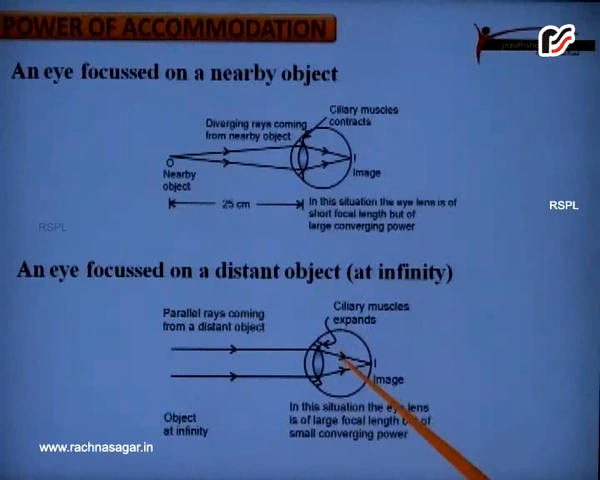 POWER OF ACCOMMODATION
An eye focussed on a nearby object
Ciliary muscles
contracts
Diverging rays coming
from nearby object
O
Nearby
object
I
Image
25 cm
In this situation the eye lens is of
short focal length but of
large converging power
RSPL
RSPL
An eye focussed on a distant object (at infinity)
Parallel rays coming
from a distant object
Ciliary muscles
expands
I
Image
Object
at infinity
In this situation the eye lens
is of large focal length but of
small converging power
www.rachnasagar.in